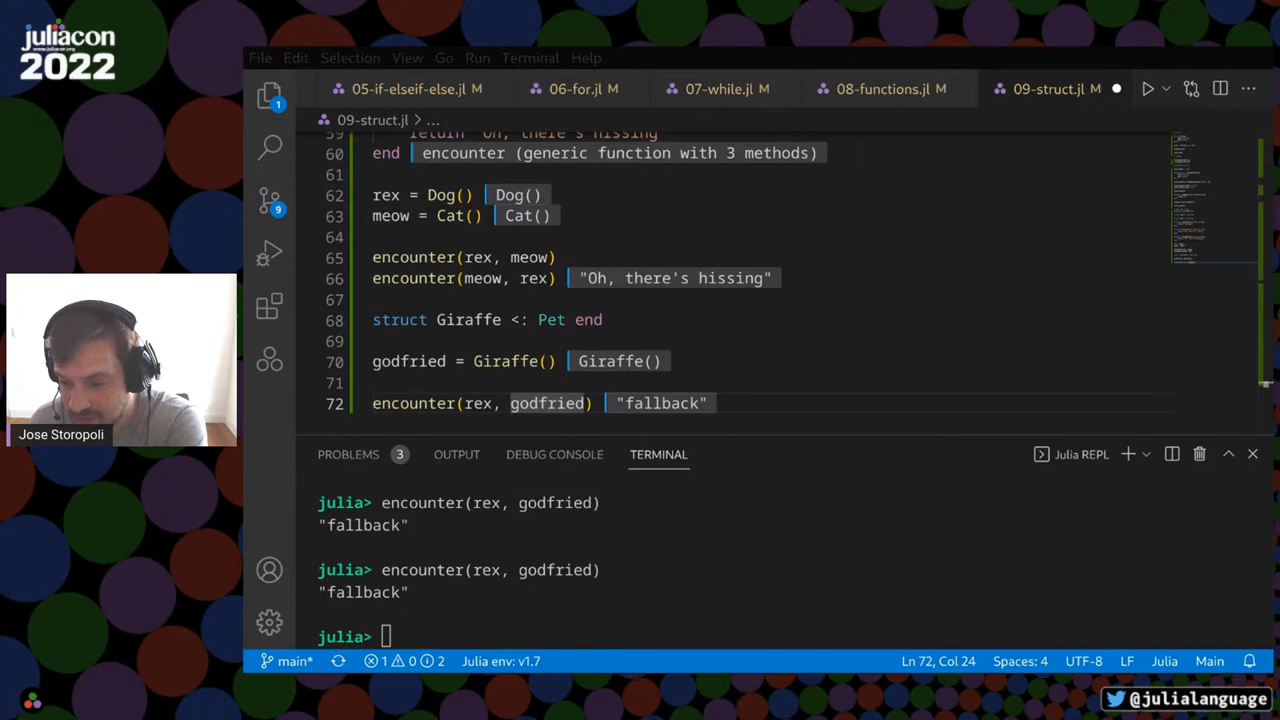 juliacon
www.juliacon.org
2022
File Edit Selection View Go Run Terminal Help
05-if-elseif-else.jl M 06-for.jl M 07-while.jl M 08-functions.jl M 09-struct.jl M
09-struct.jl > ...
59 return "Oh, there's hissing"
60 end encounter (generic function with 3 methods)
61
62 rex = Dog() Dog()
63 meow = Cat() Cat()
64
65 encounter(rex, meow)
66 encounter(meow, rex) "Oh, there's hissing"
67
68 struct Giraffe <: Pet end
69
70 godfried = Giraffe() Giraffe()
71
72 encounter(rex, godfried) "fallback"
1
9
Jose Storopoli
PROBLEMS 3 OUTPUT DEBUG CONSOLE TERMINAL Julia REPL
julia> encounter(rex, godfried)
"fallback"
julia> encounter(rex, godfried)
"fallback"
julia>
main* 1 0 2 Julia env: v1.7 Ln 72, Col 24 Spaces: 4 UTF-8 LF Julia Main
@julialanguage